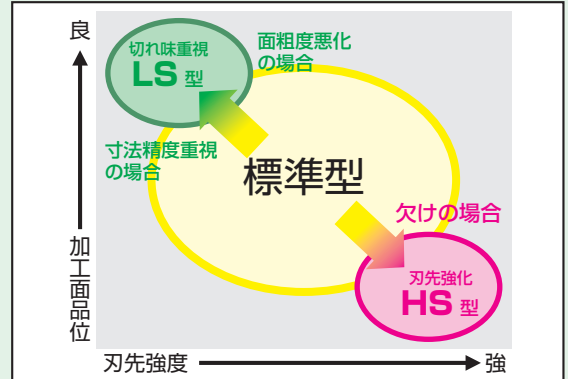 良
切れ味重視
LS 型
面粗度悪化
の場合
寸法精度重視
の場合
標準型
欠けの場合
刃先強化
HS 型
加工面品位
刃先強度
強